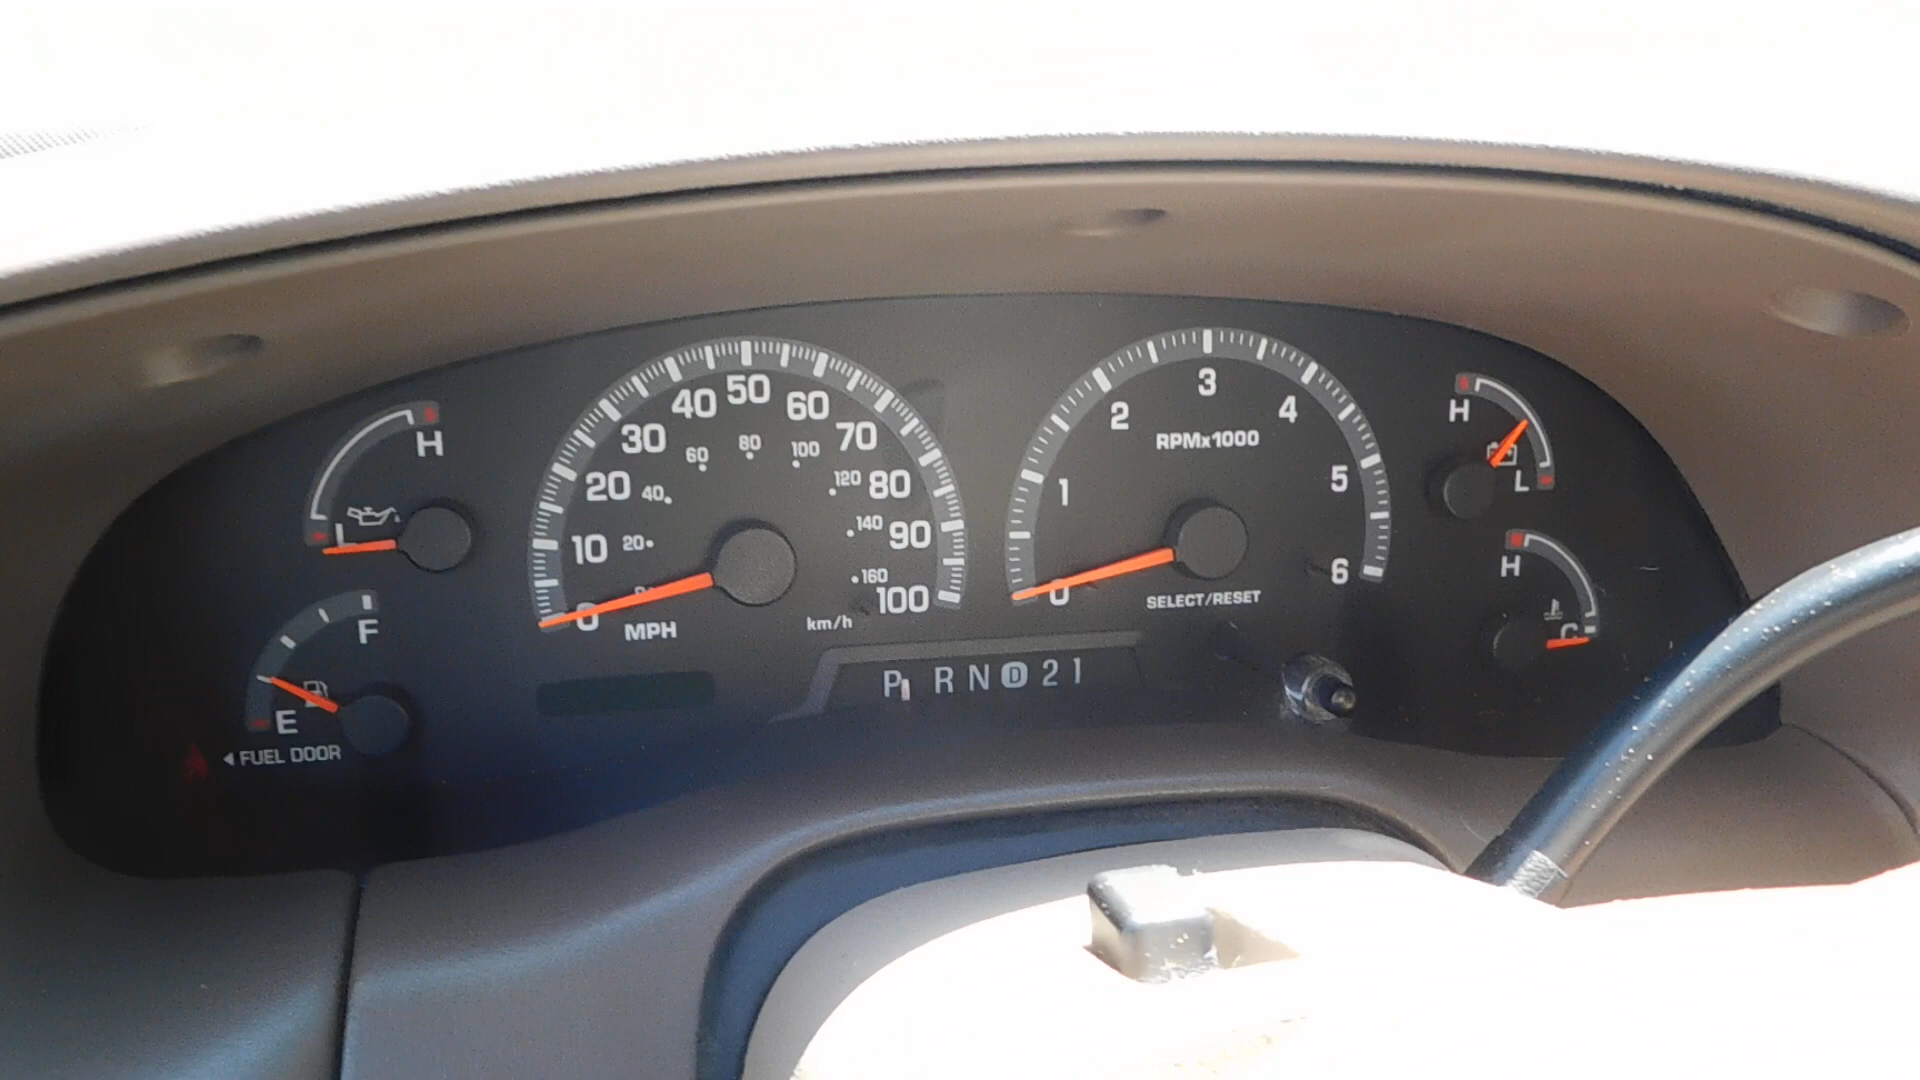 H
L
F
E
◀ FUEL DOOR
0 10 20 30 40 50 60 70 80 90 100
20 40 60 80 100 120 140 160
MPH
km/h
0 1 2 3 4 5 6
RPMx1000
SELECT/RESET
P R N D 2 1
H
L
H
C